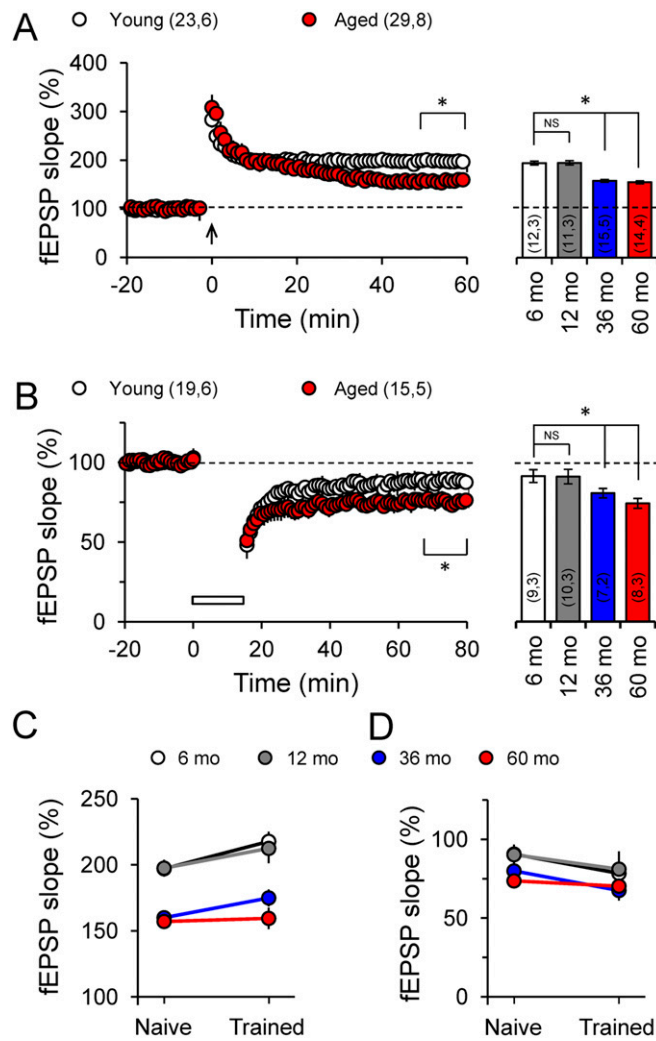 A
Young (23,6) Aged (29,8)
fEPSP slope (%)
400
300
200
100
0
-20 0 20 40 60
Time (min)
*
*
NS
(12,3) (11,3) (15,5) (14,4)
6 mo 12 mo 36 mo 60 mo
B
Young (19,6) Aged (15,5)
fEPSP slope (%)
100
50
0
-20 0 20 40 60 80
Time (min)
*
*
NS
(9,3) (10,3) (7,2) (8,3)
6 mo 12 mo 36 mo 60 mo
C D
6 mo 12 mo 36 mo 60 mo
fEPSP slope (%)
250
200
150
100
Naive Trained
fEPSP slope (%)
100
50
0
Naive Trained